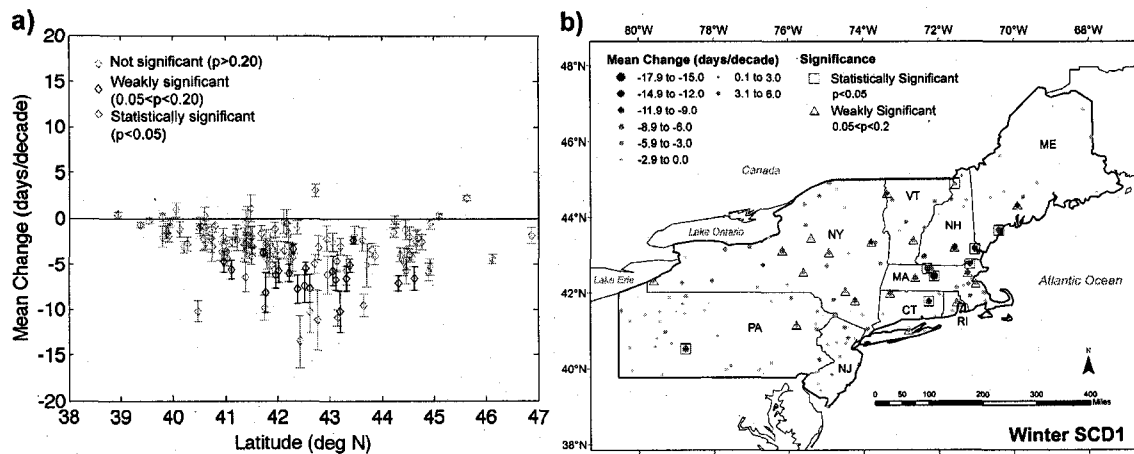 a)
20
15
10
5
0
-5
-10
-15
-20
Mean Change (days/decade)
Not significant (p>0.20)
Weakly significant
(0.05<p<0.20)
Statistically significant
(p<0.05)
38 39 40 41 42 43 44 45 46 47
Latitude (deg N)
b)
80°W 78°W 76°W 74°W 72°W 70°W 68°W
Mean Change (days/decade)
-17.9 to -15.0
-14.9 to -12.0
-11.9 to -9.0
-8.9 to -6.0
-5.9 to -3.0
-2.9 to 0.0
0.1 to 3.0
3.1 to 6.0
Significance
Statistically Significant
p<0.05
Weakly Significant
0.05<p<0.2
46°N
44°N
42°N
40°N
38°N
46°N
44°N
42°N
40°N
38°N
Canada
Lake Ontario
Lake Erie
Atlantic Ocean
ME
VT
NH
NY
MA
CT
RI
PA
NJ
N
0 50 100 200 300 400
Miles
Winter SCD1